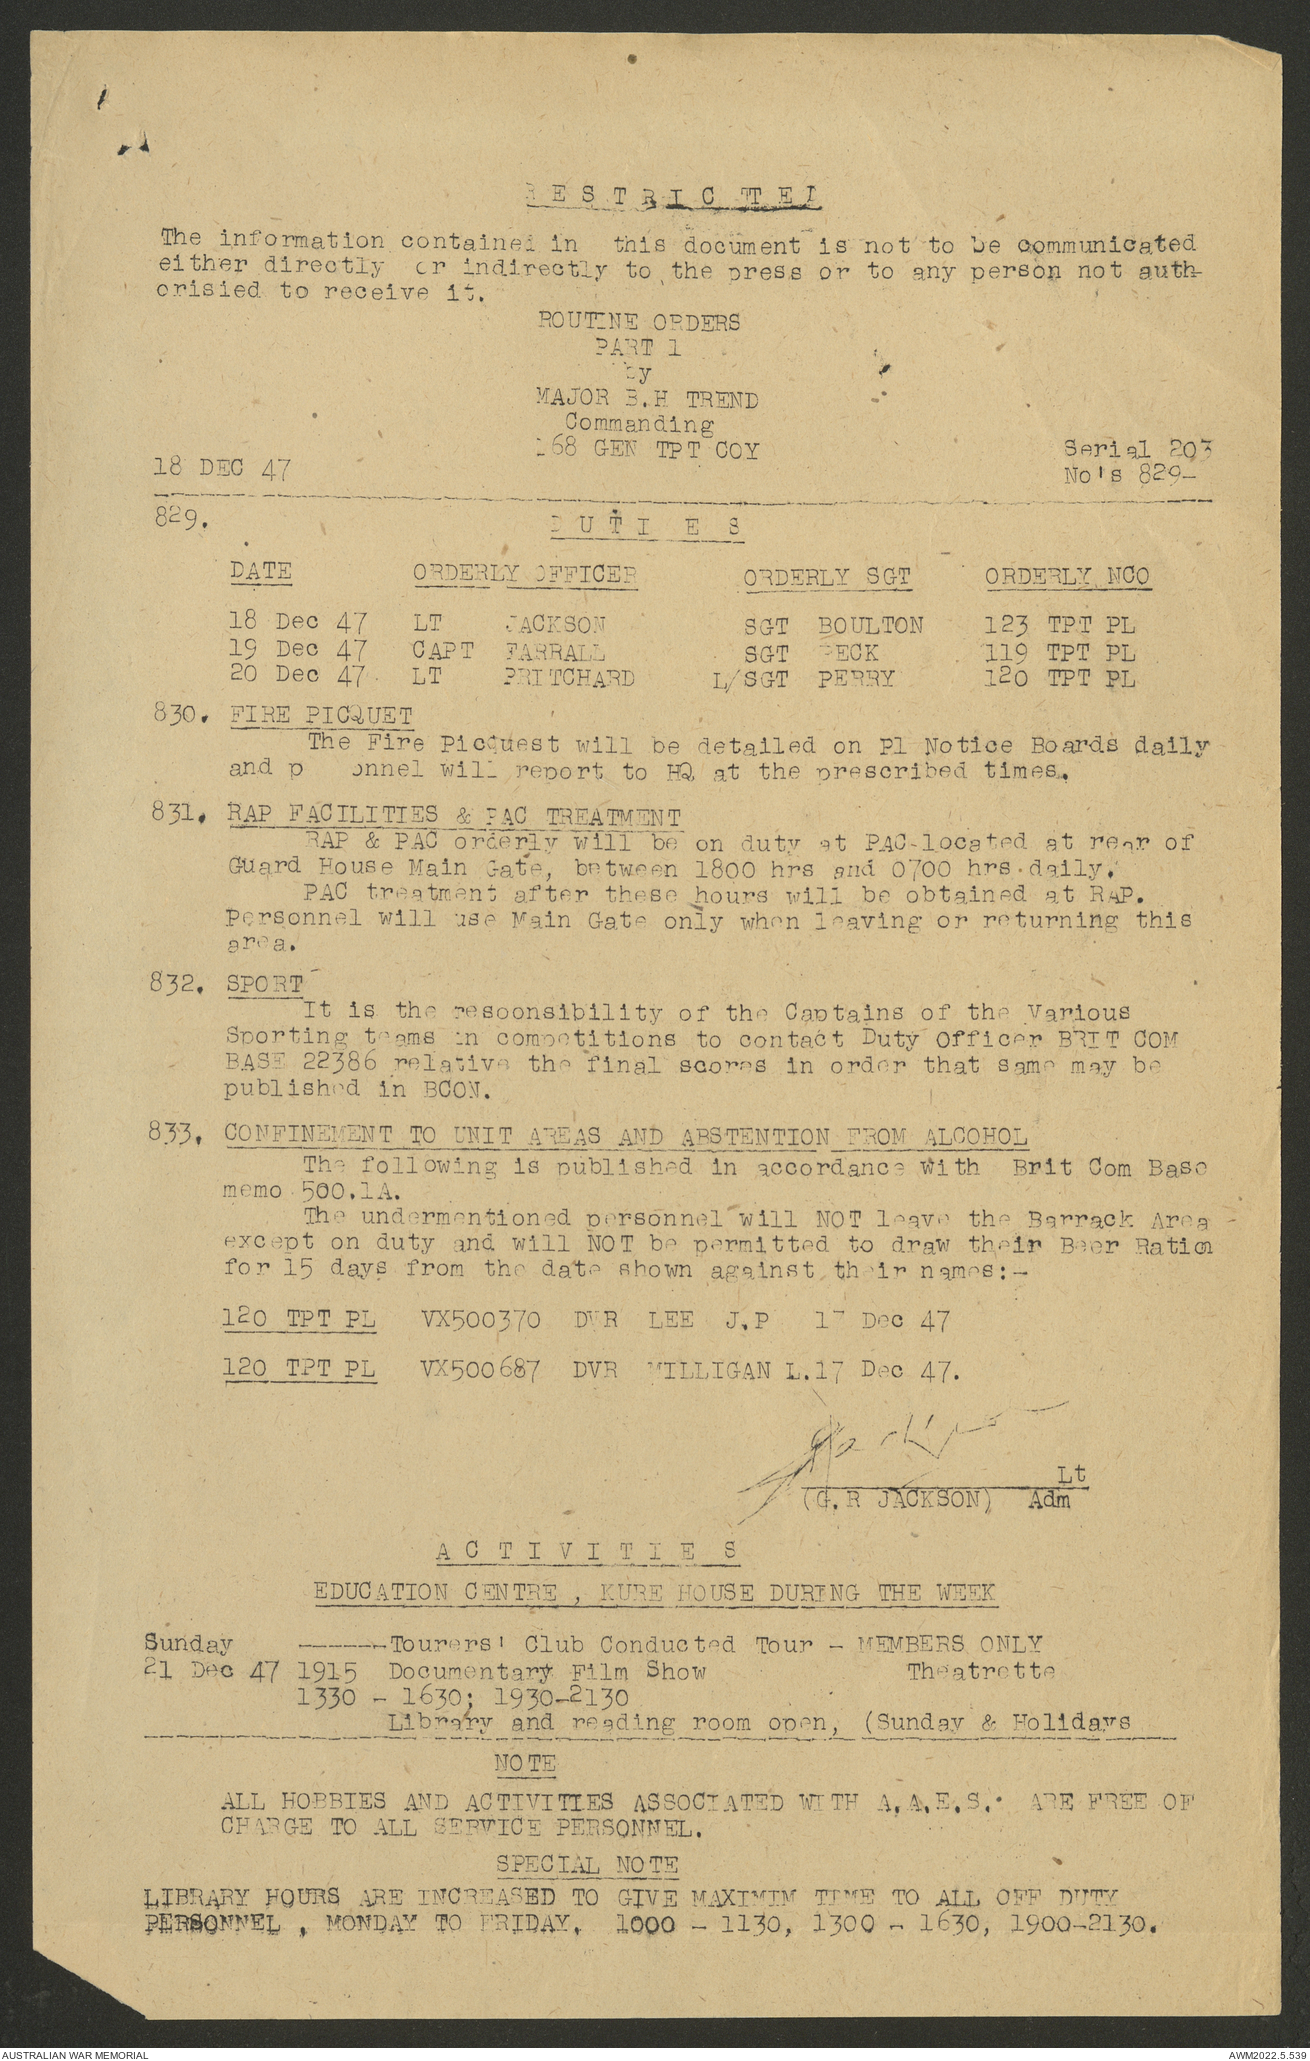 RESTRICTED
The information contained in this document is not to be communicated
either directly or indirectly to the press or to any person not auth-
orisied to receive it.
ROUTINE ORDERS
PART 1
by
MAJOR B.H TREND
Commanding
168 GEN TPT COY
Serial 203
18 DEC 47
No's 829-
829. DUTIES
DATE ORDERLY OFFICER ORDERLY SGT ORDERLY NCO
18 Dec 47 LT JACKSON SGT BOULTON 123 TPT PL
19 Dec 47 CAPT FARRALL SGT PECK 119 TPT PL
20 Dec 47 LT PRITCHARD L/SGT PERRY 120 TPT PL
830. FIRE PICQUET
The Fire Picquest will be detailed on Pl Notice Boards daily
and p onnel will report to HQ at the prescribed times.
831. RAP FACILITIES & PAC TREATMENT
RAP & PAC orderly will be on duty at PAC located at rear of
Guard House Main Gate, between 1800 hrs and 0700 hrs daily.
PAC treatment after these hours will be obtained at RAP.
Personnel will use Main Gate only when leaving or returning this
area.
832. SPORT
It is the responsibility of the Captains of the Various
Sporting teams in competitions to contact Duty Officer BRIT COM
BASE 22386 relative the final scores in order that same may be
published in BCON.
833. CONFINEMENT TO UNIT AREAS AND ABSTENTION FROM ALCOHOL
The following is published in accordance with Brit Com Base
memo 500.1A.
The undermentioned personnel will NOT leave the Barrack Area
except on duty and will NOT be permitted to draw their Beer Ration
for 15 days from the date shown against their names:-
120 TPT PL VX500370 DVR LEE J.P 17 Dec 47
120 TPT PL VX500687 DVR MILLIGAN L. 17 Dec 47.
Lt
(G.R JACKSON) Adm
ACTIVITIES
EDUCATION CENTRE , KURE HOUSE DURING THE WEEK
Sunday ------Tourers' Club Conducted Tour - MEMBERS ONLY
21 Dec 47 1915 Documentary Film Show Theatrette
1330 - 1630; 1930-2130
Library and reading room open, (Sunday & Holidays
NOTE
ALL HOBBIES AND ACTIVITIES ASSOCIATED WITH A.A.E.S. ARE FREE OF
CHARGE TO ALL SERVICE PERSONNEL.
SPECIAL NOTE
LIBRARY HOURS ARE INCREASED TO GIVE MAXIMIM TIME TO ALL OFF DUTY
PERSONNEL , MONDAY TO FRIDAY. 1000 - 1130, 1300 - 1630, 1900-2130.
AUSTRALIAN WAR MEMORIAL
AWM2022.5.539